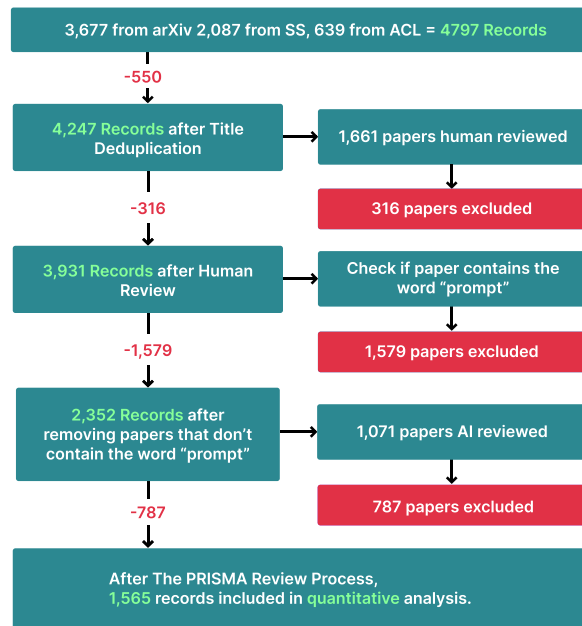 3,677 from arXiv 2,087 from SS, 639 from ACL = 4797 Records
-550
4,247 Records after Title
Deduplication
1,661 papers human reviewed
-316
316 papers excluded
3,931 Records after Human
Review
Check if paper contains the
word “prompt”
-1,579
1,579 papers excluded
2,352 Records after
removing papers that don’t
contain the word “prompt”
1,071 papers AI reviewed
-787
787 papers excluded
After The PRISMA Review Process,
1,565 records included in quantitative analysis.